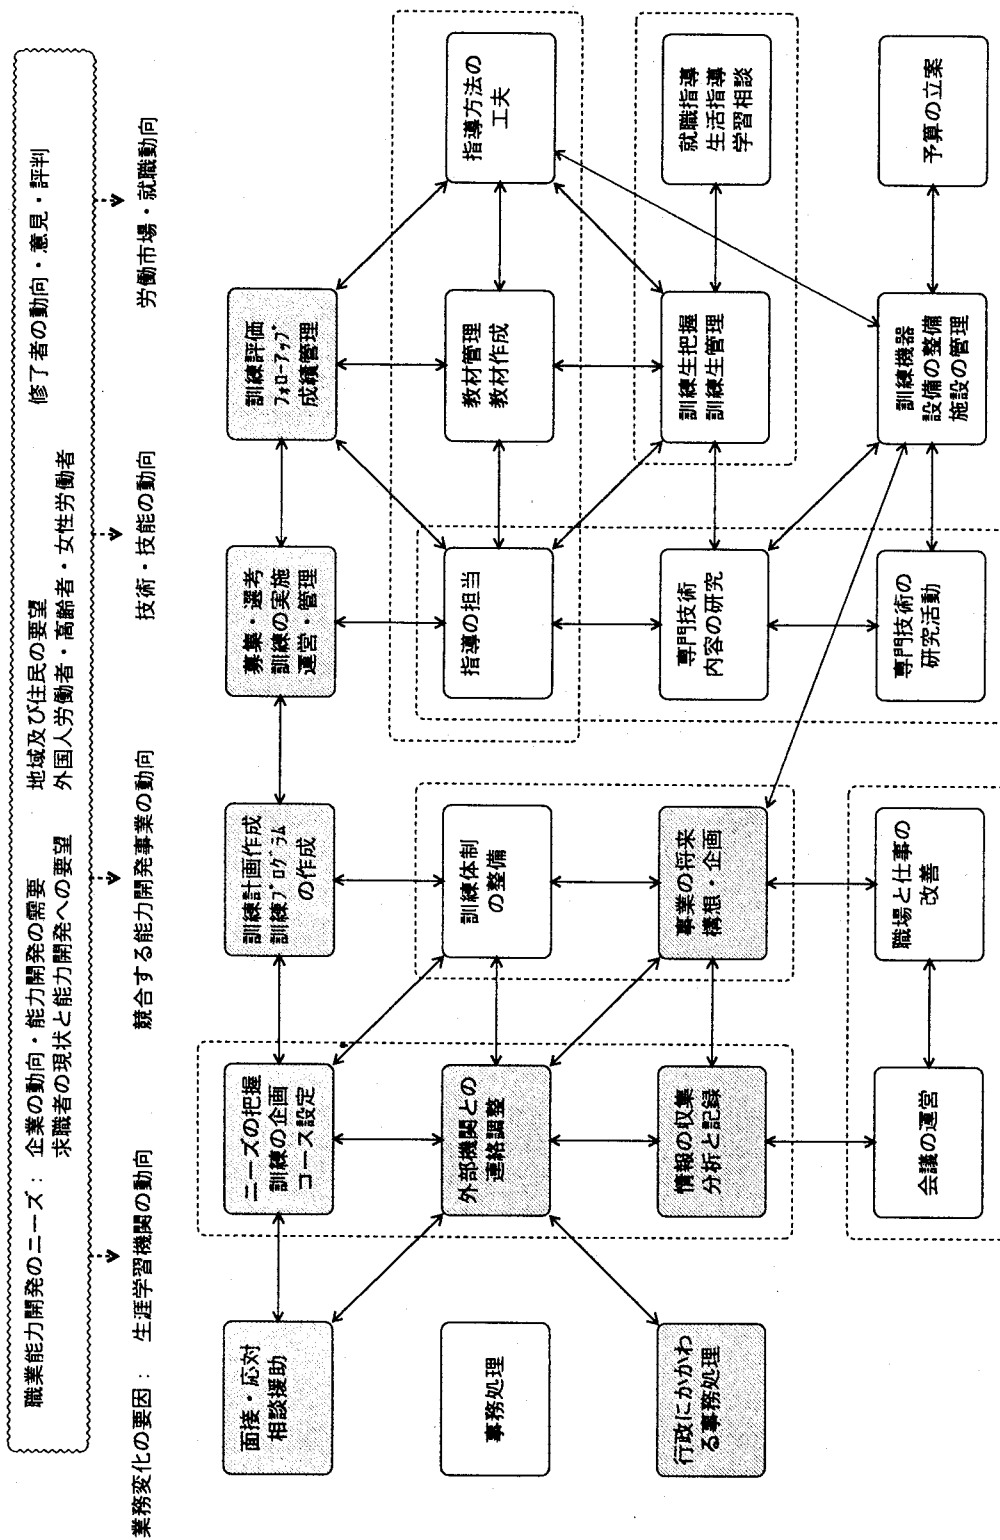 職業能力開発のニーズ： 企業の動向・能力開発の需要 地域及び住民の要望 修了者の動向・意見・評判
求職者の現状と能力開発への要望 外国人労働者・高齢者・女性労働者
業務変化の要因： 生涯学習機関の動向 競合する能力開発事業の動向 技術・技能の動向 労働市場・就職動向
面接・応対
相談援助
ニーズの把握
訓練の企画
コース設定
訓練計画作成
訓練ﾌﾟﾛｸﾞﾗﾑ
の作成
募集・選考
訓練の実施
運営・管理
訓練評価
ﾌｫﾛｰｱｯﾌﾟ
成績管理
事務処理
外部機関との
連絡調整
訓練体制
の整備
指導の担当
教材管理
教材作成
指導方法の
工夫
行政にかかわ
る事務処理
情報の収集
分析と記録
事業の将来
構想・企画
専門技術
内容の研究
訓練生把握
訓練生管理
就職指導
生活指導
学習相談
会議の運営
職場と仕事の
改善
専門技術の
研究活動
訓練機器
設備の整備
施設の管理
予算の立案